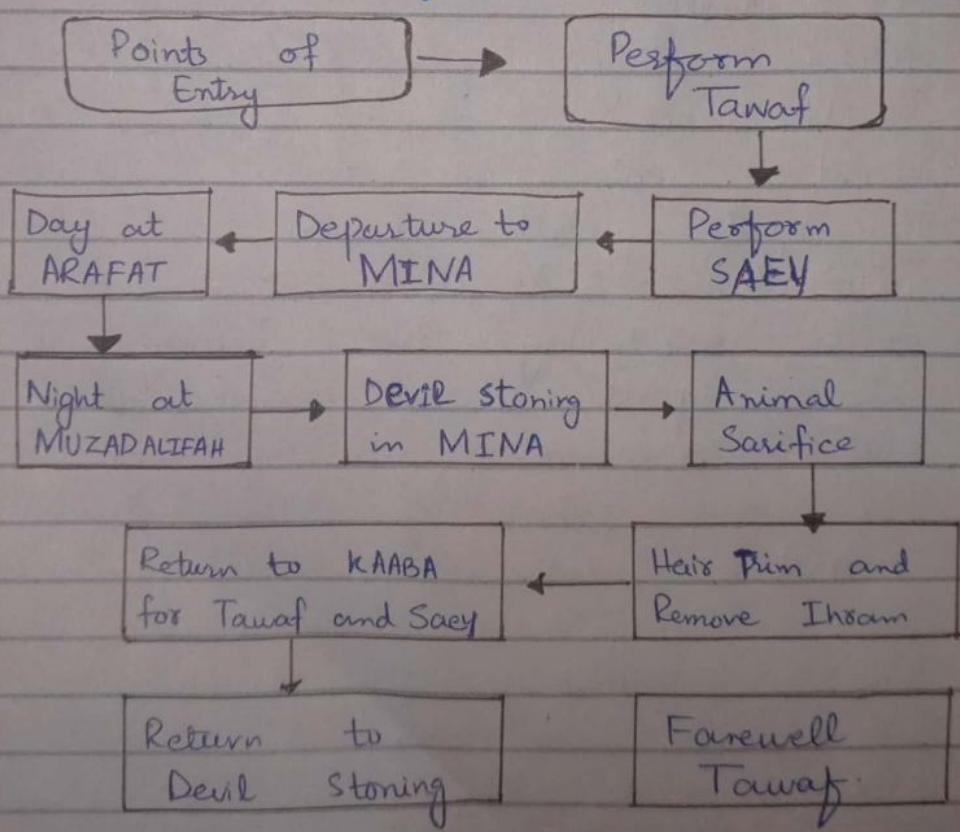 Points of
Entry
Perform
Tawaf
Perform
SAEY
Departure to
MINA
Day at
ARAFAT
Night at
MUZADALIFAH
Devil Stoning
in MINA
Animal
Sarifice
Hair Trim and
Remove Ihram
Return to KAABA
for Tawaf and Saey
Return to
Devil Stoning
Farewell
Tawaf.